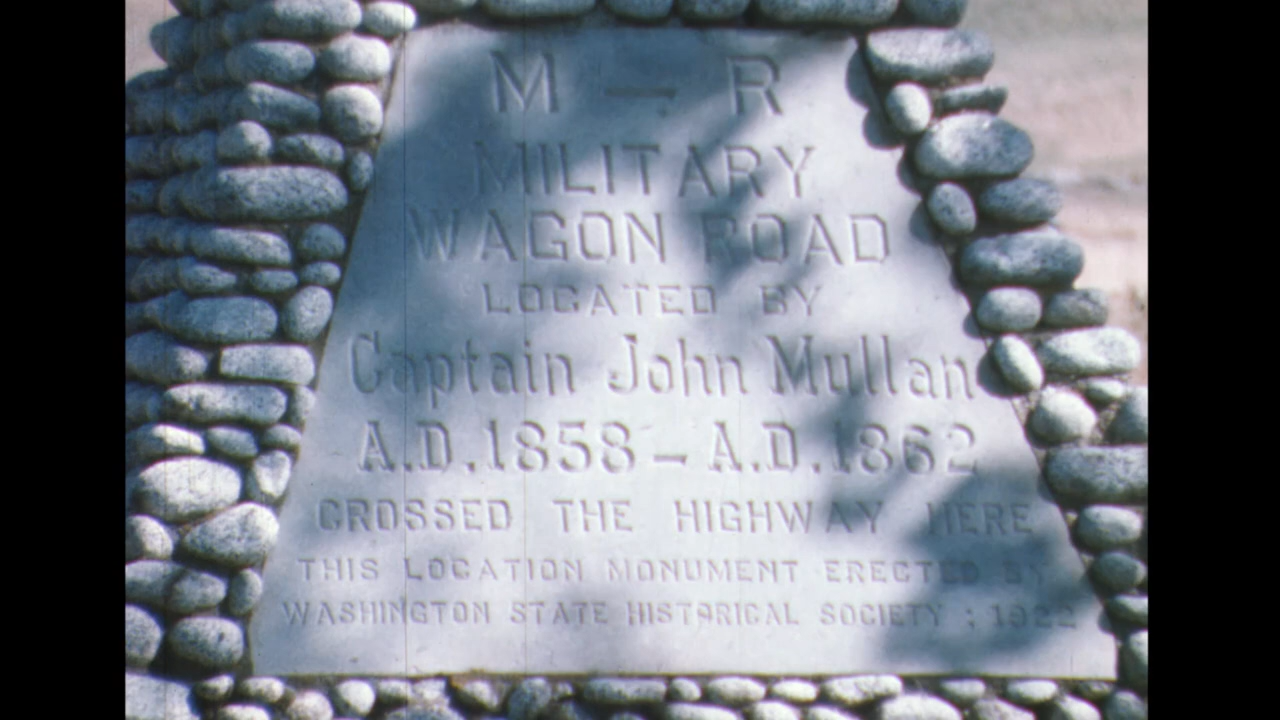 M — R
MILITARY
WAGON ROAD
LOCATED BY
Captain John Mullan
A.D. 1858 – A.D. 1862
CROSSED THE HIGHWAY HERE
THIS LOCATION MONUMENT ERECTED BY
WASHINGTON STATE HISTORICAL SOCIETY ; 1922